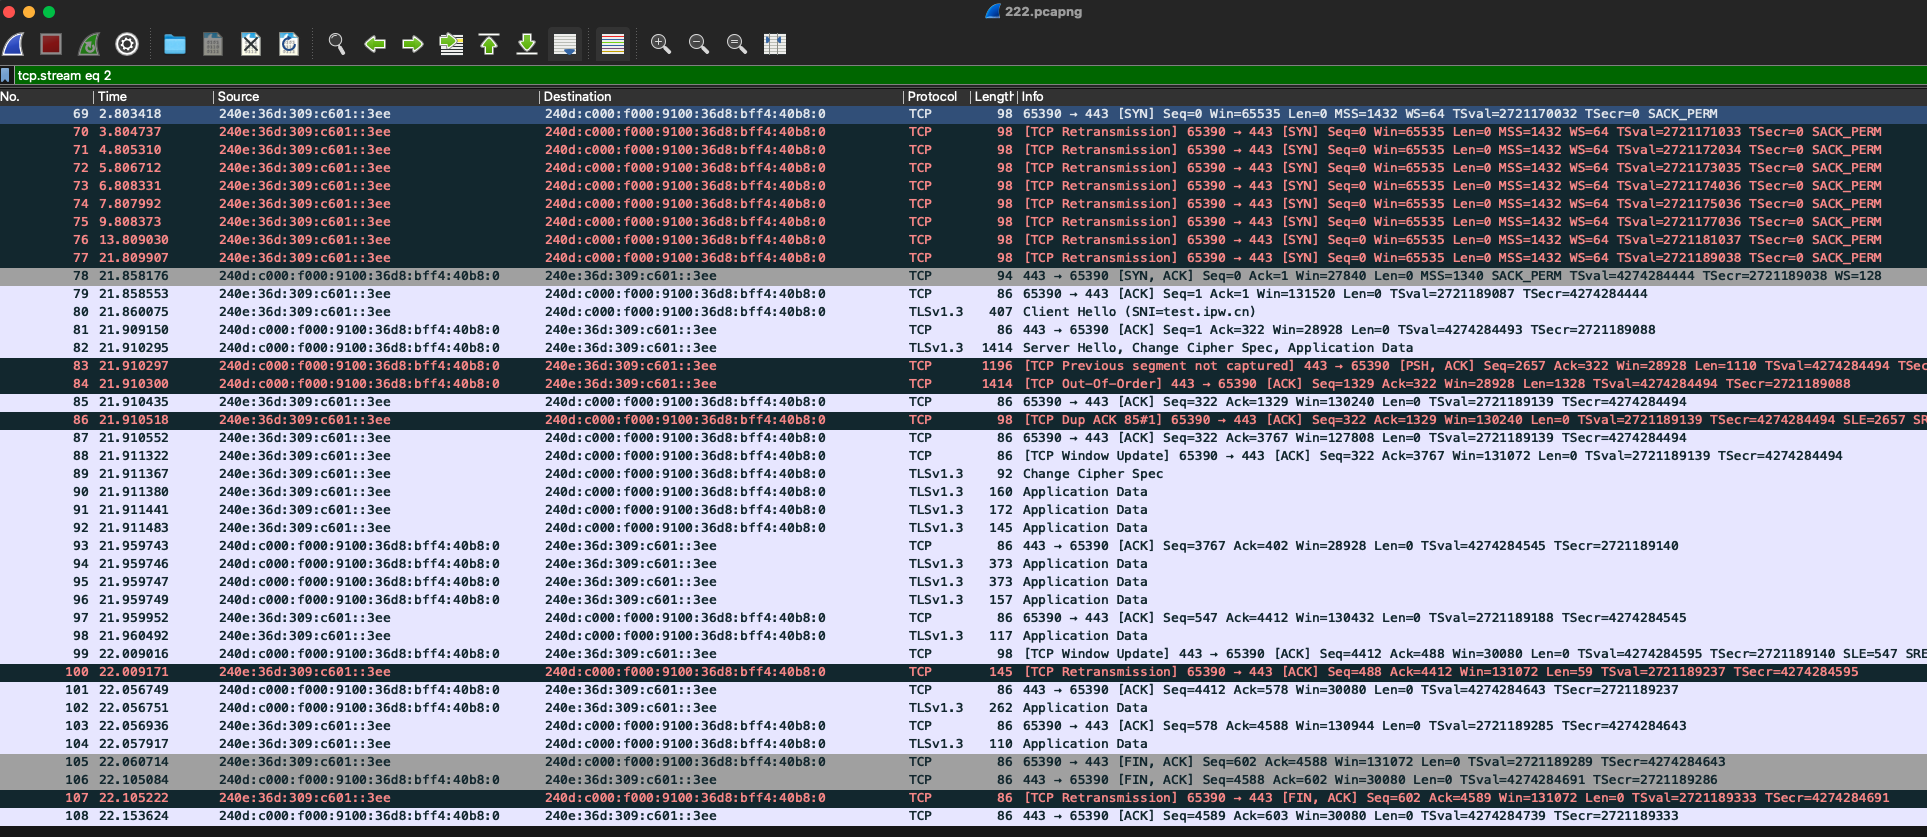 222.pcapng
tcp.stream eq 2
No. Time Source Destination Protocol Length Info
69 2.803418 240e:36d:309:c601::3ee 240d:c000:f000:9100:36d8:bff4:40b8:0 TCP 98 65390 → 443 [SYN] Seq=0 Win=65535 Len=0 MSS=1432 WS=64 TSval=2721170032 TSecr=0 SACK_PERM
70 3.804737 240e:36d:309:c601::3ee 240d:c000:f000:9100:36d8:bff4:40b8:0 TCP 98 [TCP Retransmission] 65390 → 443 [SYN] Seq=0 Win=65535 Len=0 MSS=1432 WS=64 TSval=2721171033 TSecr=0 SACK_PERM
71 4.805310 240e:36d:309:c601::3ee 240d:c000:f000:9100:36d8:bff4:40b8:0 TCP 98 [TCP Retransmission] 65390 → 443 [SYN] Seq=0 Win=65535 Len=0 MSS=1432 WS=64 TSval=2721172034 TSecr=0 SACK_PERM
72 5.806712 240e:36d:309:c601::3ee 240d:c000:f000:9100:36d8:bff4:40b8:0 TCP 98 [TCP Retransmission] 65390 → 443 [SYN] Seq=0 Win=65535 Len=0 MSS=1432 WS=64 TSval=2721173035 TSecr=0 SACK_PERM
73 6.808331 240e:36d:309:c601::3ee 240d:c000:f000:9100:36d8:bff4:40b8:0 TCP 98 [TCP Retransmission] 65390 → 443 [SYN] Seq=0 Win=65535 Len=0 MSS=1432 WS=64 TSval=2721174036 TSecr=0 SACK_PERM
74 7.807992 240e:36d:309:c601::3ee 240d:c000:f000:9100:36d8:bff4:40b8:0 TCP 98 [TCP Retransmission] 65390 → 443 [SYN] Seq=0 Win=65535 Len=0 MSS=1432 WS=64 TSval=2721175036 TSecr=0 SACK_PERM
75 9.808373 240e:36d:309:c601::3ee 240d:c000:f000:9100:36d8:bff4:40b8:0 TCP 98 [TCP Retransmission] 65390 → 443 [SYN] Seq=0 Win=65535 Len=0 MSS=1432 WS=64 TSval=2721177036 TSecr=0 SACK_PERM
76 13.809030 240e:36d:309:c601::3ee 240d:c000:f000:9100:36d8:bff4:40b8:0 TCP 98 [TCP Retransmission] 65390 → 443 [SYN] Seq=0 Win=65535 Len=0 MSS=1432 WS=64 TSval=2721181037 TSecr=0 SACK_PERM
77 21.809907 240e:36d:309:c601::3ee 240d:c000:f000:9100:36d8:bff4:40b8:0 TCP 98 [TCP Retransmission] 65390 → 443 [SYN] Seq=0 Win=65535 Len=0 MSS=1432 WS=64 TSval=2721189038 TSecr=0 SACK_PERM
78 21.858176 240d:c000:f000:9100:36d8:bff4:40b8:0 240e:36d:309:c601::3ee TCP 94 443 → 65390 [SYN, ACK] Seq=0 Ack=1 Win=27840 Len=0 MSS=1340 SACK_PERM TSval=4274284444 TSecr=2721189038 WS=128
79 21.858553 240e:36d:309:c601::3ee 240d:c000:f000:9100:36d8:bff4:40b8:0 TCP 86 65390 → 443 [ACK] Seq=1 Ack=1 Win=131520 Len=0 TSval=2721189087 TSecr=4274284444
80 21.860075 240e:36d:309:c601::3ee 240d:c000:f000:9100:36d8:bff4:40b8:0 TLSv1.3 407 Client Hello (SNI=test.ipw.cn)
81 21.909150 240d:c000:f000:9100:36d8:bff4:40b8:0 240e:36d:309:c601::3ee TCP 86 443 → 65390 [ACK] Seq=1 Ack=322 Win=28928 Len=0 TSval=4274284493 TSecr=2721189088
82 21.910295 240d:c000:f000:9100:36d8:bff4:40b8:0 240e:36d:309:c601::3ee TLSv1.3 1414 Server Hello, Change Cipher Spec, Application Data
83 21.910297 240d:c000:f000:9100:36d8:bff4:40b8:0 240e:36d:309:c601::3ee TCP 1196 [TCP Previous segment not captured] 443 → 65390 [PSH, ACK] Seq=2657 Ack=322 Win=28928 Len=1110 TSval=4274284494 TSec
84 21.910300 240d:c000:f000:9100:36d8:bff4:40b8:0 240e:36d:309:c601::3ee TCP 1414 [TCP Out-Of-Order] 443 → 65390 [ACK] Seq=1329 Ack=322 Win=28928 Len=1328 TSval=4274284494 TSecr=2721189088
85 21.910435 240e:36d:309:c601::3ee 240d:c000:f000:9100:36d8:bff4:40b8:0 TCP 86 65390 → 443 [ACK] Seq=322 Ack=1329 Win=130240 Len=0 TSval=2721189139 TSecr=4274284494
86 21.910518 240e:36d:309:c601::3ee 240d:c000:f000:9100:36d8:bff4:40b8:0 TCP 98 [TCP Dup ACK 85#1] 65390 → 443 [ACK] Seq=322 Ack=1329 Win=130240 Len=0 TSval=2721189139 TSecr=4274284494 SLE=2657 SR
87 21.910552 240e:36d:309:c601::3ee 240d:c000:f000:9100:36d8:bff4:40b8:0 TCP 86 65390 → 443 [ACK] Seq=322 Ack=3767 Win=127808 Len=0 TSval=2721189139 TSecr=4274284494
88 21.911322 240e:36d:309:c601::3ee 240d:c000:f000:9100:36d8:bff4:40b8:0 TCP 86 [TCP Window Update] 65390 → 443 [ACK] Seq=322 Ack=3767 Win=131072 Len=0 TSval=2721189139 TSecr=4274284494
89 21.911367 240e:36d:309:c601::3ee 240d:c000:f000:9100:36d8:bff4:40b8:0 TLSv1.3 92 Change Cipher Spec
90 21.911380 240e:36d:309:c601::3ee 240d:c000:f000:9100:36d8:bff4:40b8:0 TLSv1.3 160 Application Data
91 21.911441 240e:36d:309:c601::3ee 240d:c000:f000:9100:36d8:bff4:40b8:0 TLSv1.3 172 Application Data
92 21.911483 240e:36d:309:c601::3ee 240d:c000:f000:9100:36d8:bff4:40b8:0 TLSv1.3 145 Application Data
93 21.959743 240d:c000:f000:9100:36d8:bff4:40b8:0 240e:36d:309:c601::3ee TCP 86 443 → 65390 [ACK] Seq=3767 Ack=402 Win=28928 Len=0 TSval=4274284545 TSecr=2721189140
94 21.959746 240d:c000:f000:9100:36d8:bff4:40b8:0 240e:36d:309:c601::3ee TLSv1.3 373 Application Data
95 21.959747 240d:c000:f000:9100:36d8:bff4:40b8:0 240e:36d:309:c601::3ee TLSv1.3 373 Application Data
96 21.959749 240d:c000:f000:9100:36d8:bff4:40b8:0 240e:36d:309:c601::3ee TLSv1.3 157 Application Data
97 21.959952 240e:36d:309:c601::3ee 240d:c000:f000:9100:36d8:bff4:40b8:0 TCP 86 65390 → 443 [ACK] Seq=547 Ack=4412 Win=130432 Len=0 TSval=2721189188 TSecr=4274284545
98 21.960492 240e:36d:309:c601::3ee 240d:c000:f000:9100:36d8:bff4:40b8:0 TLSv1.3 117 Application Data
99 22.009016 240d:c000:f000:9100:36d8:bff4:40b8:0 240e:36d:309:c601::3ee TCP 98 [TCP Window Update] 443 → 65390 [ACK] Seq=4412 Ack=488 Win=30080 Len=0 TSval=4274284595 TSecr=2721189140 SLE=547 SRE
100 22.009171 240e:36d:309:c601::3ee 240d:c000:f000:9100:36d8:bff4:40b8:0 TCP 145 [TCP Retransmission] 65390 → 443 [ACK] Seq=488 Ack=4412 Win=131072 Len=59 TSval=2721189237 TSecr=4274284595
101 22.056749 240d:c000:f000:9100:36d8:bff4:40b8:0 240e:36d:309:c601::3ee TCP 86 443 → 65390 [ACK] Seq=4412 Ack=578 Win=30080 Len=0 TSval=4274284643 TSecr=2721189237
102 22.056751 240d:c000:f000:9100:36d8:bff4:40b8:0 240e:36d:309:c601::3ee TLSv1.3 262 Application Data
103 22.056936 240e:36d:309:c601::3ee 240d:c000:f000:9100:36d8:bff4:40b8:0 TCP 86 65390 → 443 [ACK] Seq=578 Ack=4588 Win=130944 Len=0 TSval=2721189285 TSecr=4274284643
104 22.057917 240e:36d:309:c601::3ee 240d:c000:f000:9100:36d8:bff4:40b8:0 TLSv1.3 110 Application Data
105 22.060714 240e:36d:309:c601::3ee 240d:c000:f000:9100:36d8:bff4:40b8:0 TCP 86 65390 → 443 [FIN, ACK] Seq=602 Ack=4588 Win=131072 Len=0 TSval=2721189289 TSecr=4274284643
106 22.105084 240d:c000:f000:9100:36d8:bff4:40b8:0 240e:36d:309:c601::3ee TCP 86 443 → 65390 [FIN, ACK] Seq=4588 Ack=602 Win=30080 Len=0 TSval=4274284691 TSecr=2721189286
107 22.105222 240e:36d:309:c601::3ee 240d:c000:f000:9100:36d8:bff4:40b8:0 TCP 86 [TCP Retransmission] 65390 → 443 [FIN, ACK] Seq=602 Ack=4589 Win=131072 Len=0 TSval=2721189333 TSecr=4274284691
108 22.153624 240d:c000:f000:9100:36d8:bff4:40b8:0 240e:36d:309:c601::3ee TCP 86 443 → 65390 [ACK] Seq=4589 Ack=603 Win=30080 Len=0 TSval=4274284739 TSecr=2721189333